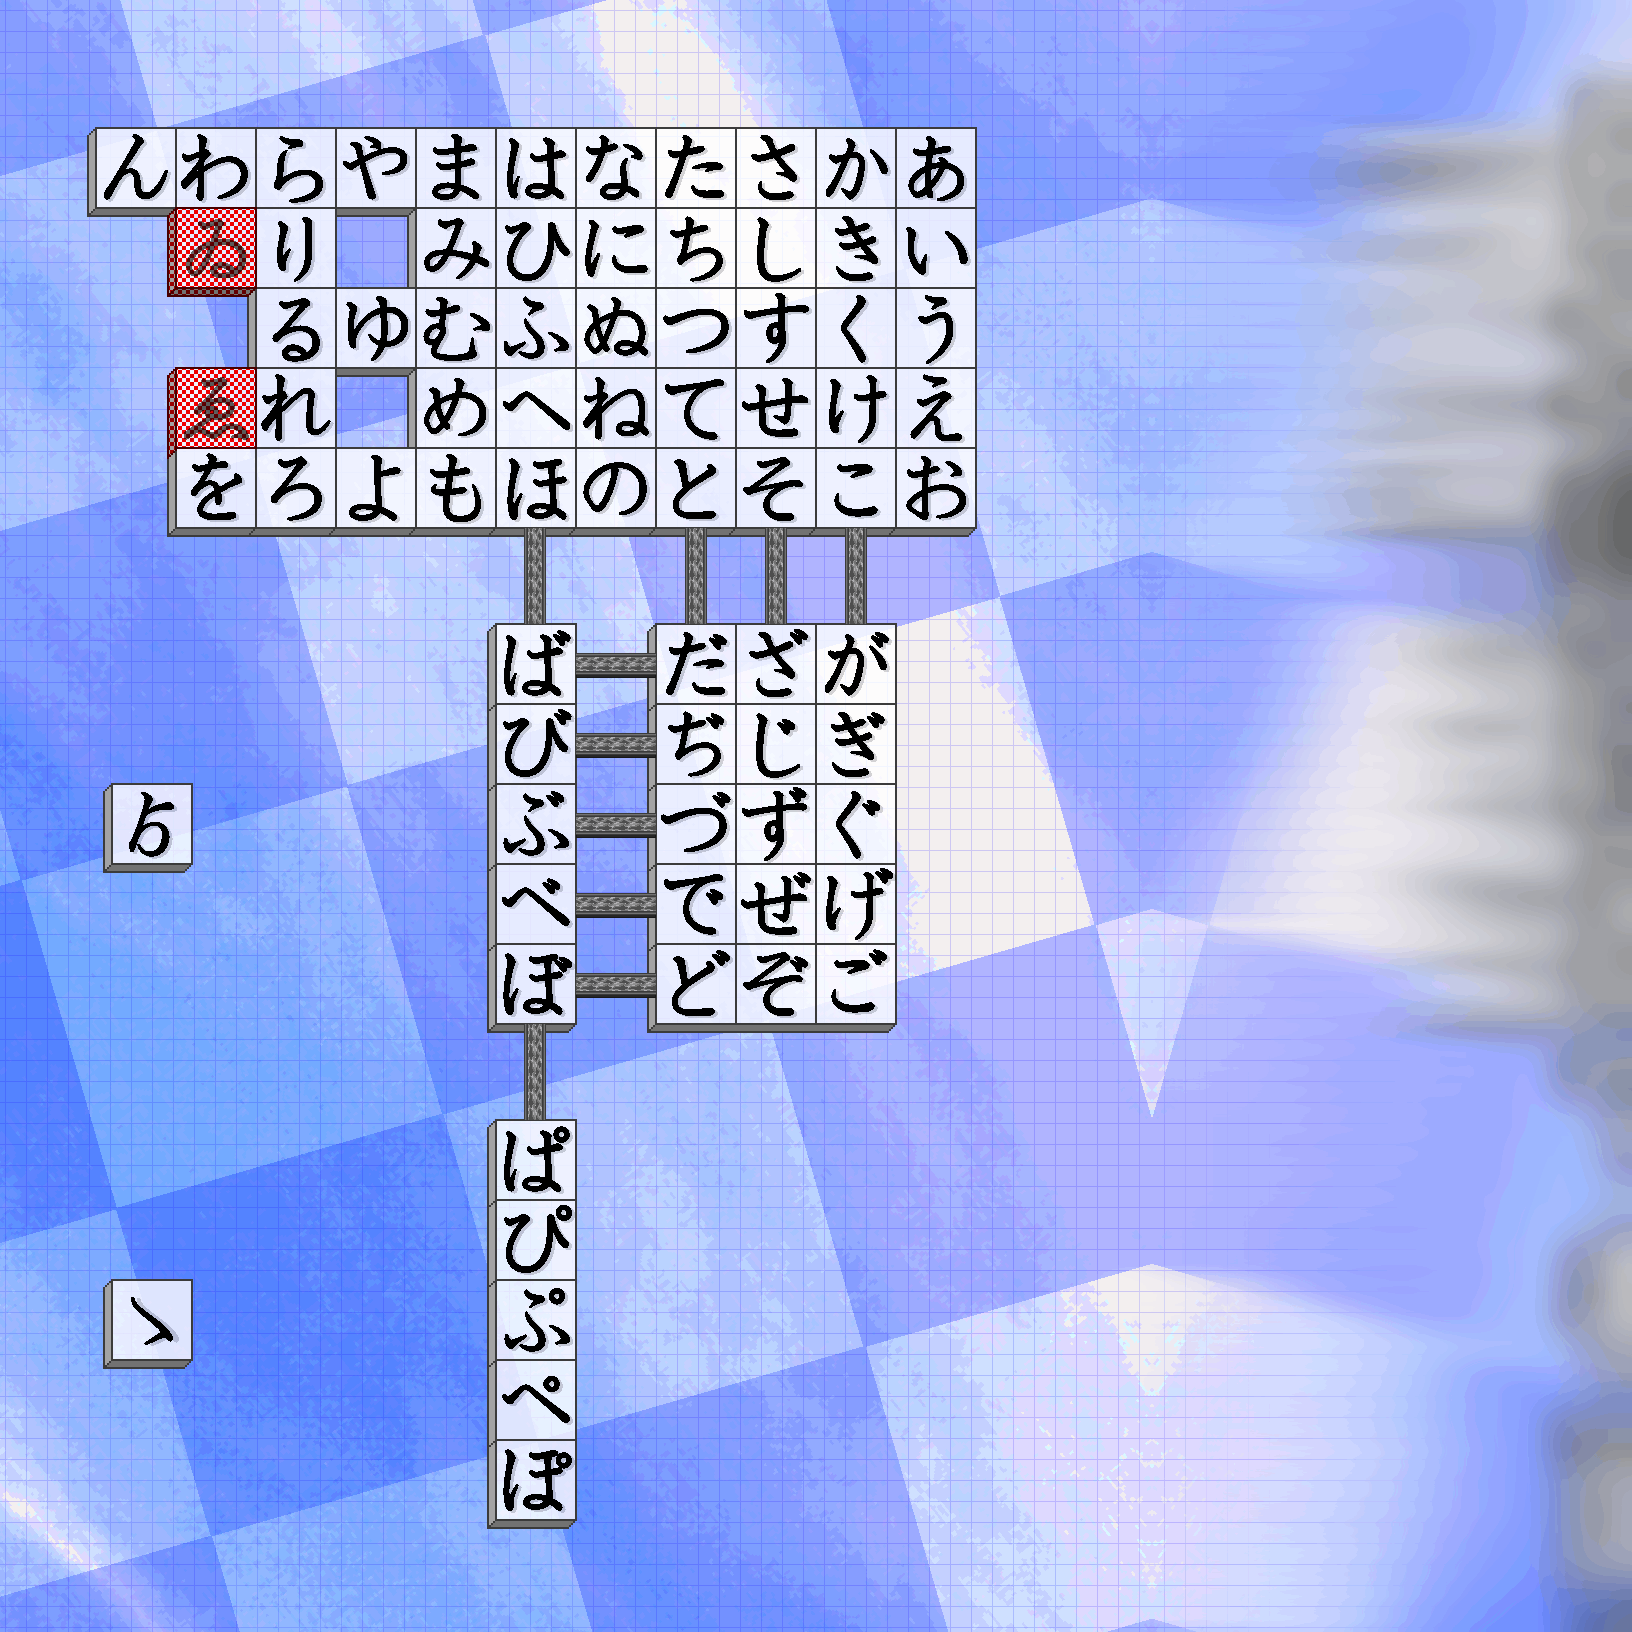 あいうえお
かきくけこ
さしすせそ
たちつてと
なにぬねの
はひふへほ
まみむめも
やゆよ
らりるれろ
わゐゑを
ん
がぎぐげご
ざじずぜぞ
だぢづでど
ばびぶべぼ
ぱぴぷぺぽ
ゟ
ゝ